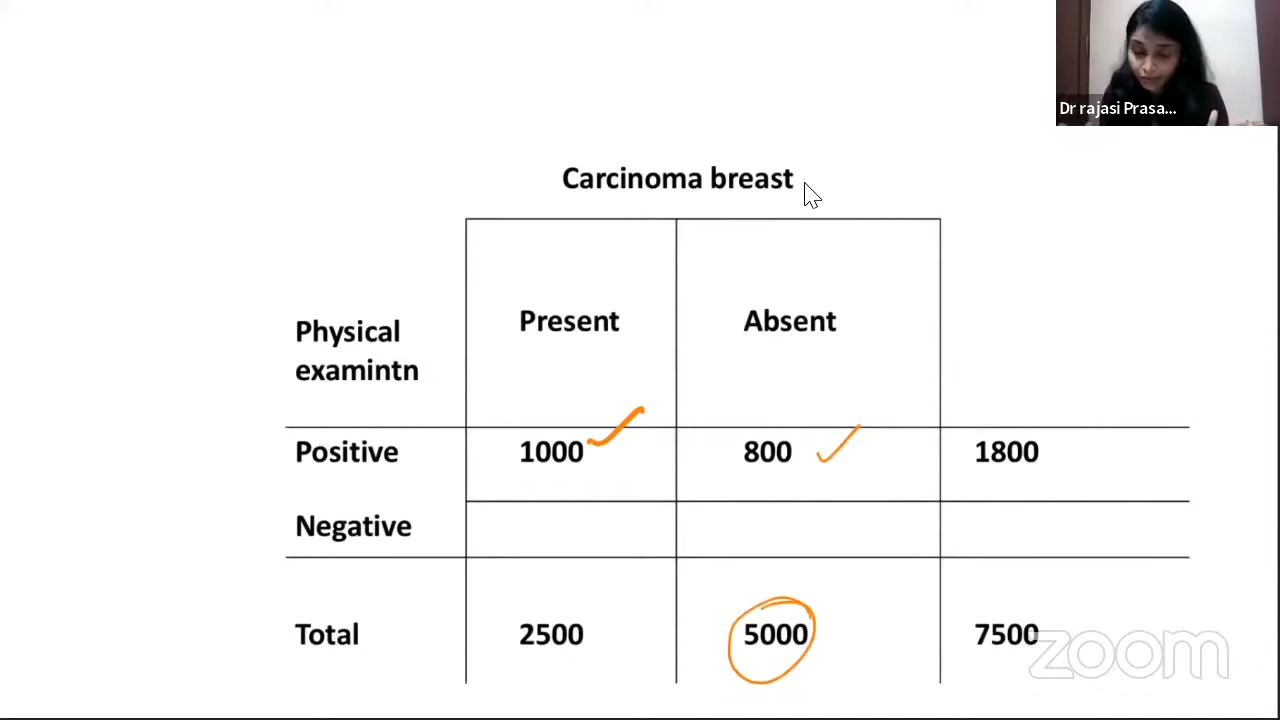 Dr rajasi Prasa...
Carcinoma breast
Present Absent
Physical
examintn
Positive 1000 800 1800
Negative
Total 2500 5000 7500
zoom